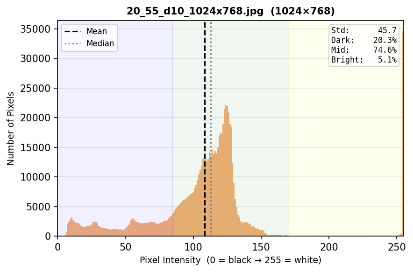 20_55_d10_1024x768.jpg  (1024×768)
Mean
Median
Std: 45.7
Dark: 20.3%
Mid: 74.6%
Bright: 5.1%
Number of Pixels
35000
30000
25000
20000
15000
10000
5000
0
0 50 100 150 200 250
Pixel Intensity  (0 = black → 255 = white)